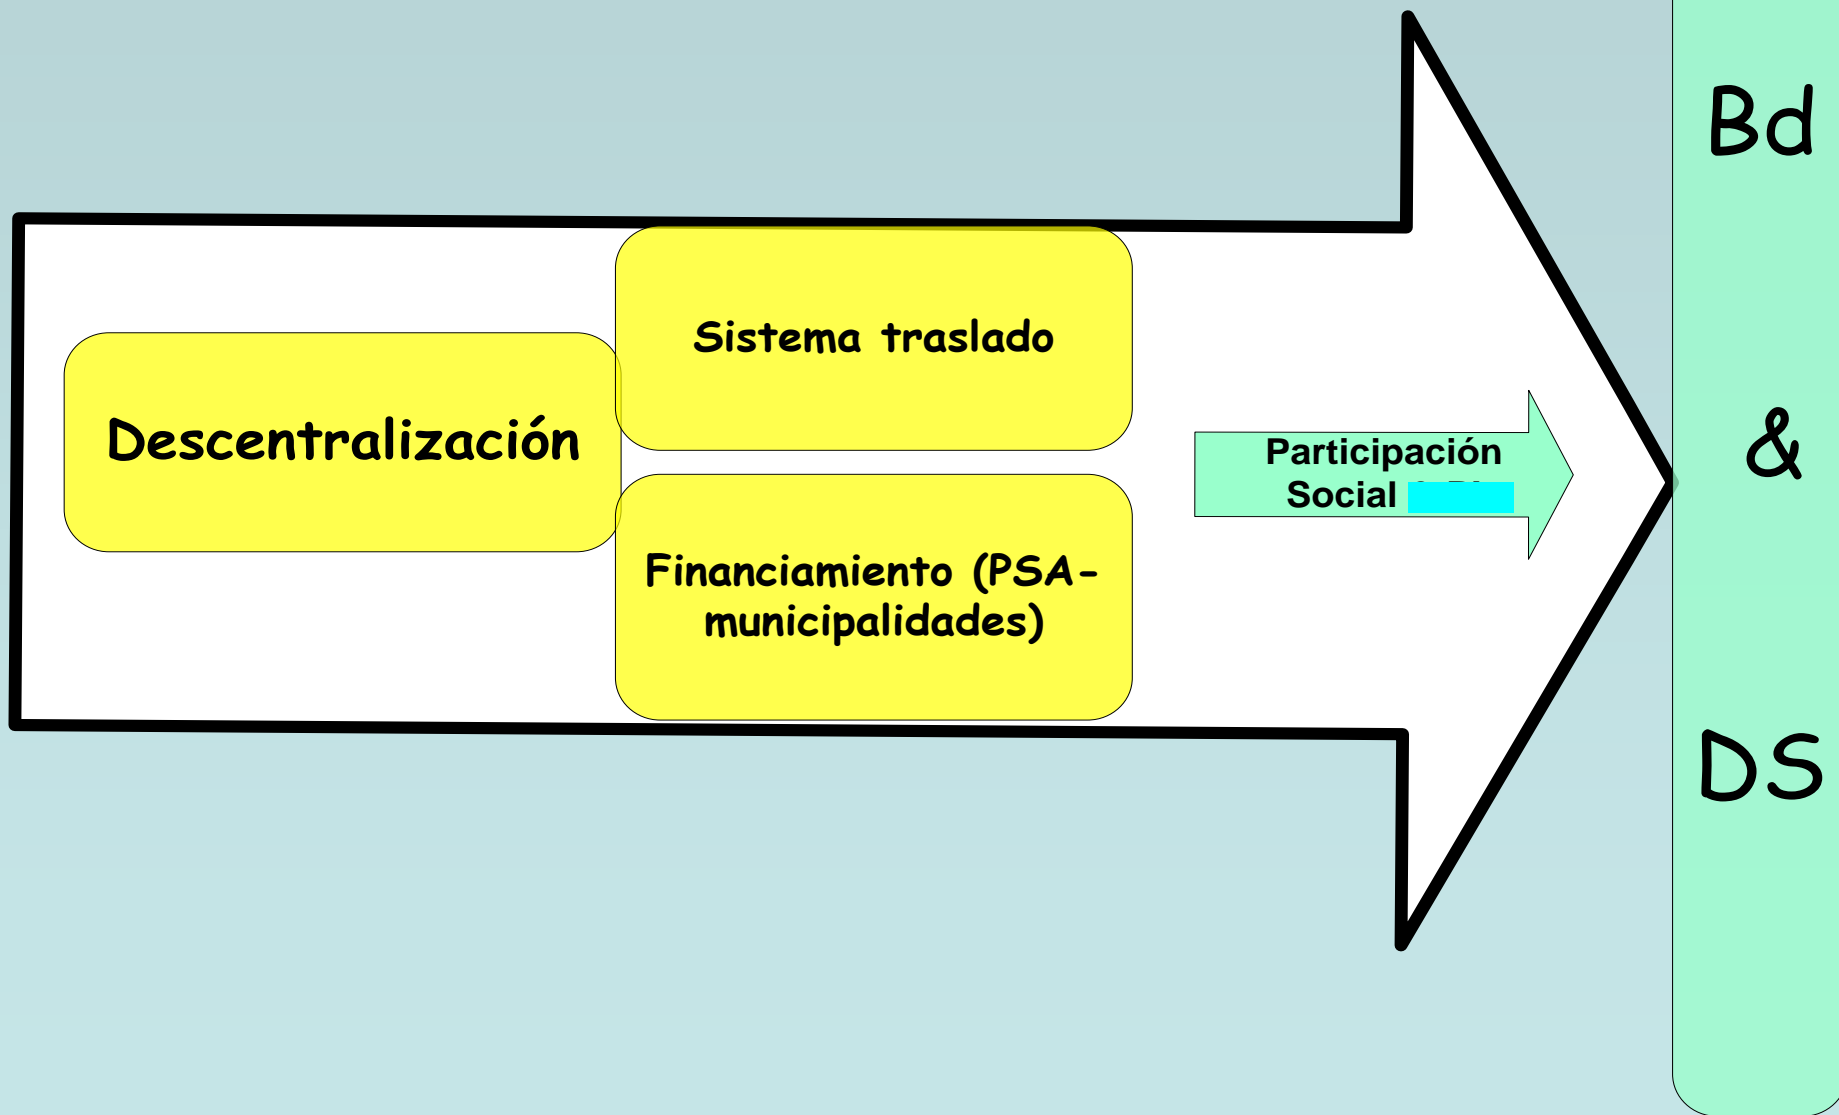 Bd
Sistema traslado
Descentralización
Participación
Social
&
Financiamiento (PSA-
municipalidades)
DS